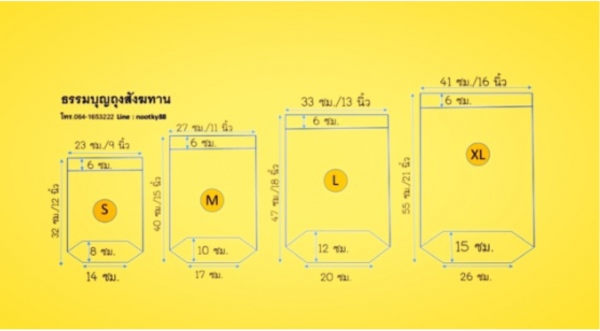 ธรรมบุญถุงสังฆทาน
โทร.064-1653222 Line : nootky88
23 ซม./9 นิ้ว
6 ซม.
32 ซม./12 นิ้ว
S
8 ซม.
14 ซม.
27 ซม./11 นิ้ว
6 ซม.
40 ซม./15 นิ้ว
M
10 ซม.
17 ซม.
33 ซม./13 นิ้ว
6 ซม.
47 ซม./18 นิ้ว
L
12 ซม.
20 ซม.
41 ซม./16 นิ้ว
6 ซม.
55 ซม./21 นิ้ว
XL
15 ซม.
26 ซม.